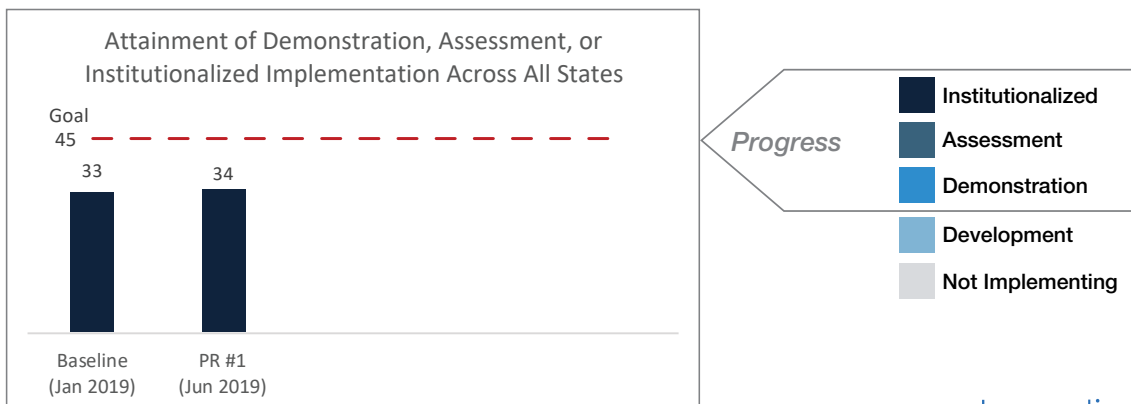 Attainment of Demonstration, Assessment, or
Institutionalized Implementation Across All States
Goal
45
33
34
Baseline
(Jan 2019)
PR #1
(Jun 2019)
Progress
Institutionalized
Assessment
Demonstration
Development
Not Implementing